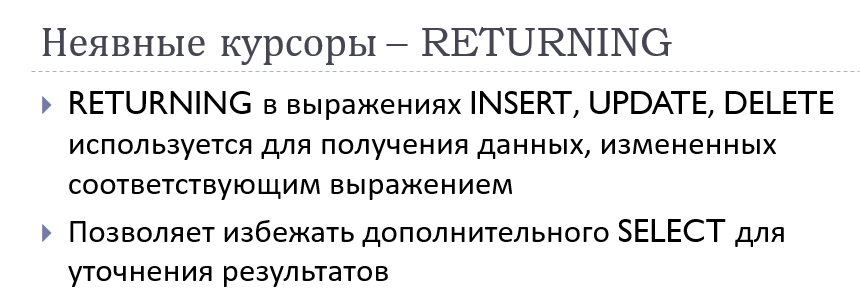 Неявные курсоры – RETURNING
RETURNING в выражениях INSERT, UPDATE, DELETE
используется для получения данных, измененных
соответствующим выражением
Позволяет избежать дополнительного SELECT для
уточнения результатов